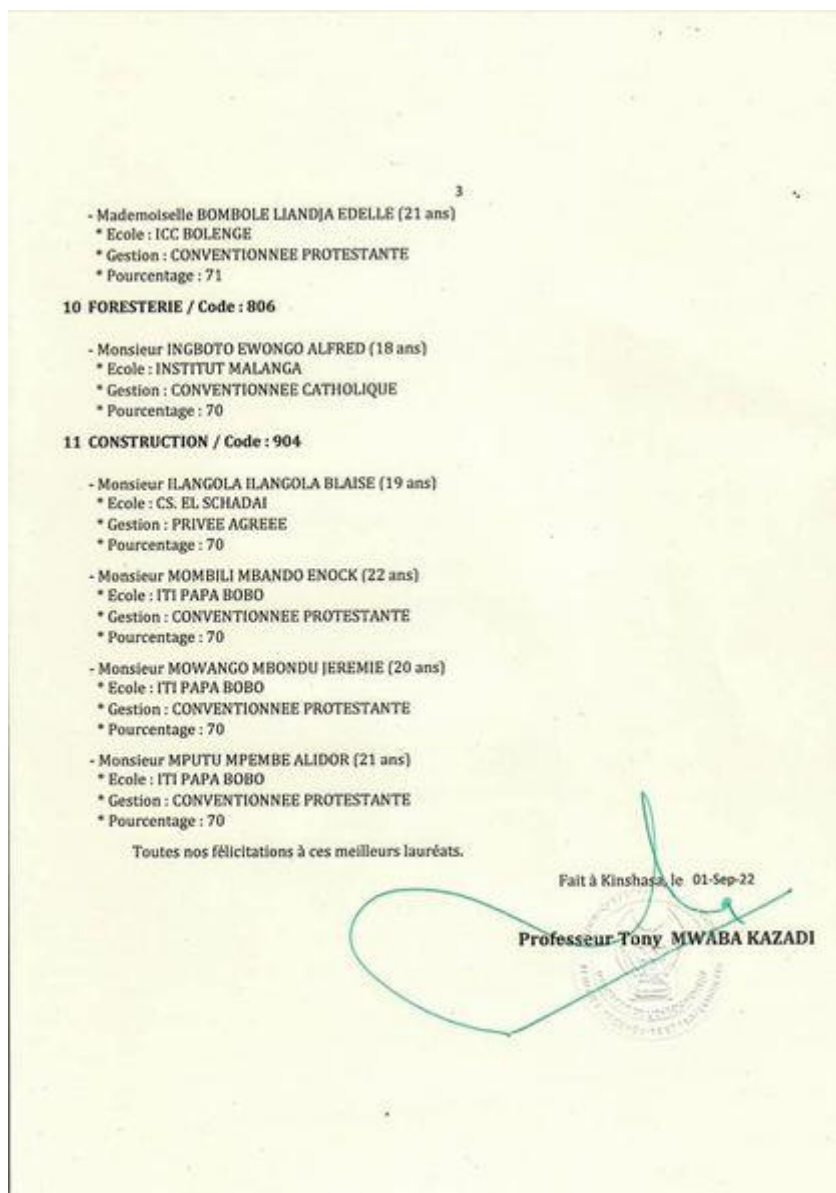 3
- Mademoiselle BOMBOLE LIANDJA EDELLE (21 ans)
* Ecole : ICC BOLENGE
* Gestion : CONVENTIONNEE PROTESTANTE
* Pourcentage : 71
10 FORESTERIE / Code : 806
- Monsieur INGBOTO EWONGO ALFRED (18 ans)
* Ecole : INSTITUT MALANGA
* Gestion : CONVENTIONNEE CATHOLIQUE
* Pourcentage : 70
11 CONSTRUCTION / Code : 904
- Monsieur ILANGOLA ILANGOLA BLAISE (19 ans)
* Ecole : CS. EL SCHADAI
* Gestion : PRIVEE AGREEE
* Pourcentage : 70
- Monsieur MOMBILI MBANDO ENOCK (22 ans)
* Ecole : ITI PAPA BOBO
* Gestion : CONVENTIONNEE PROTESTANTE
* Pourcentage : 70
- Monsieur MOWANGO MBONDU JEREMIE (20 ans)
* Ecole : ITI PAPA BOBO
* Gestion : CONVENTIONNEE PROTESTANTE
* Pourcentage : 70
- Monsieur MPUTU MPEMBE ALIDOR (21 ans)
* Ecole : ITI PAPA BOBO
* Gestion : CONVENTIONNEE PROTESTANTE
* Pourcentage : 70
Toutes nos félicitations à ces meilleurs lauréats.
Fait à Kinshasa, le 01-Sep-22
Professeur Tony MWABA KAZADI